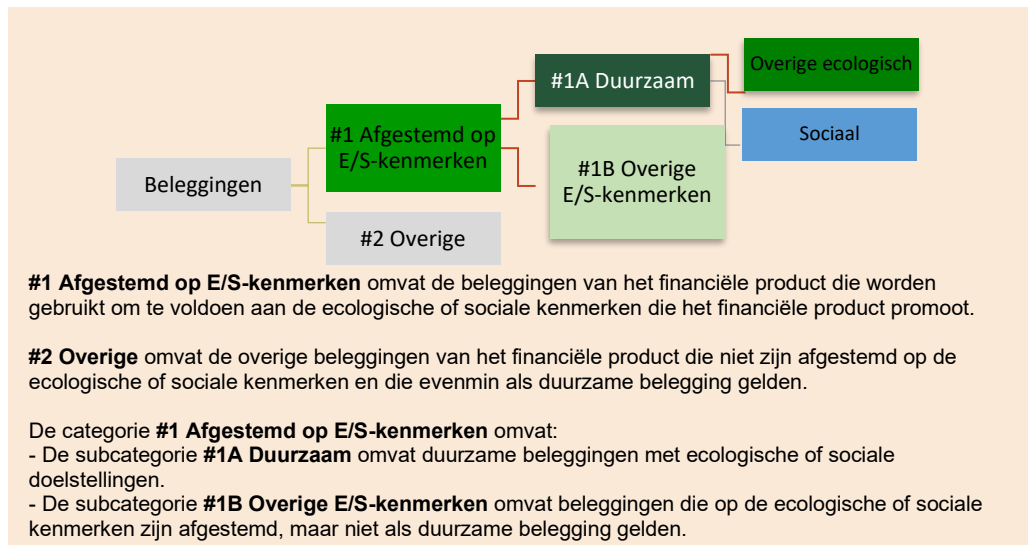 Beleggingen
#1 Afgestemd op
E/S-kenmerken
#2 Overige
#1A Duurzaam
#1B Overige
E/S-kenmerken
Overige ecologisch
Sociaal
#1 Afgestemd op E/S-kenmerken omvat de beleggingen van het financiële product die worden
gebruikt om te voldoen aan de ecologische of sociale kenmerken die het financiële product promoot.
#2 Overige omvat de overige beleggingen van het financiële product die niet zijn afgestemd op de
ecologische of sociale kenmerken en die evenmin als duurzame belegging gelden.
De categorie #1 Afgestemd op E/S-kenmerken omvat:
- De subcategorie #1A Duurzaam omvat duurzame beleggingen met ecologische of sociale
doelstellingen.
- De subcategorie #1B Overige E/S-kenmerken omvat beleggingen die op de ecologische of sociale
kenmerken zijn afgestemd, maar niet als duurzame belegging gelden.